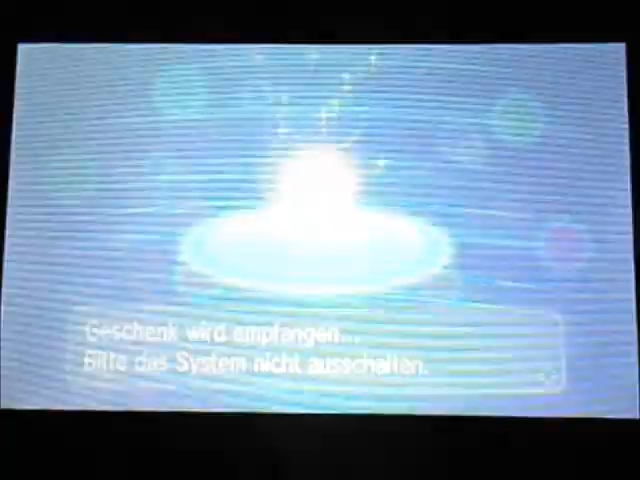 Geschenk wird empfangen...
Bitte das System nicht ausschalten.